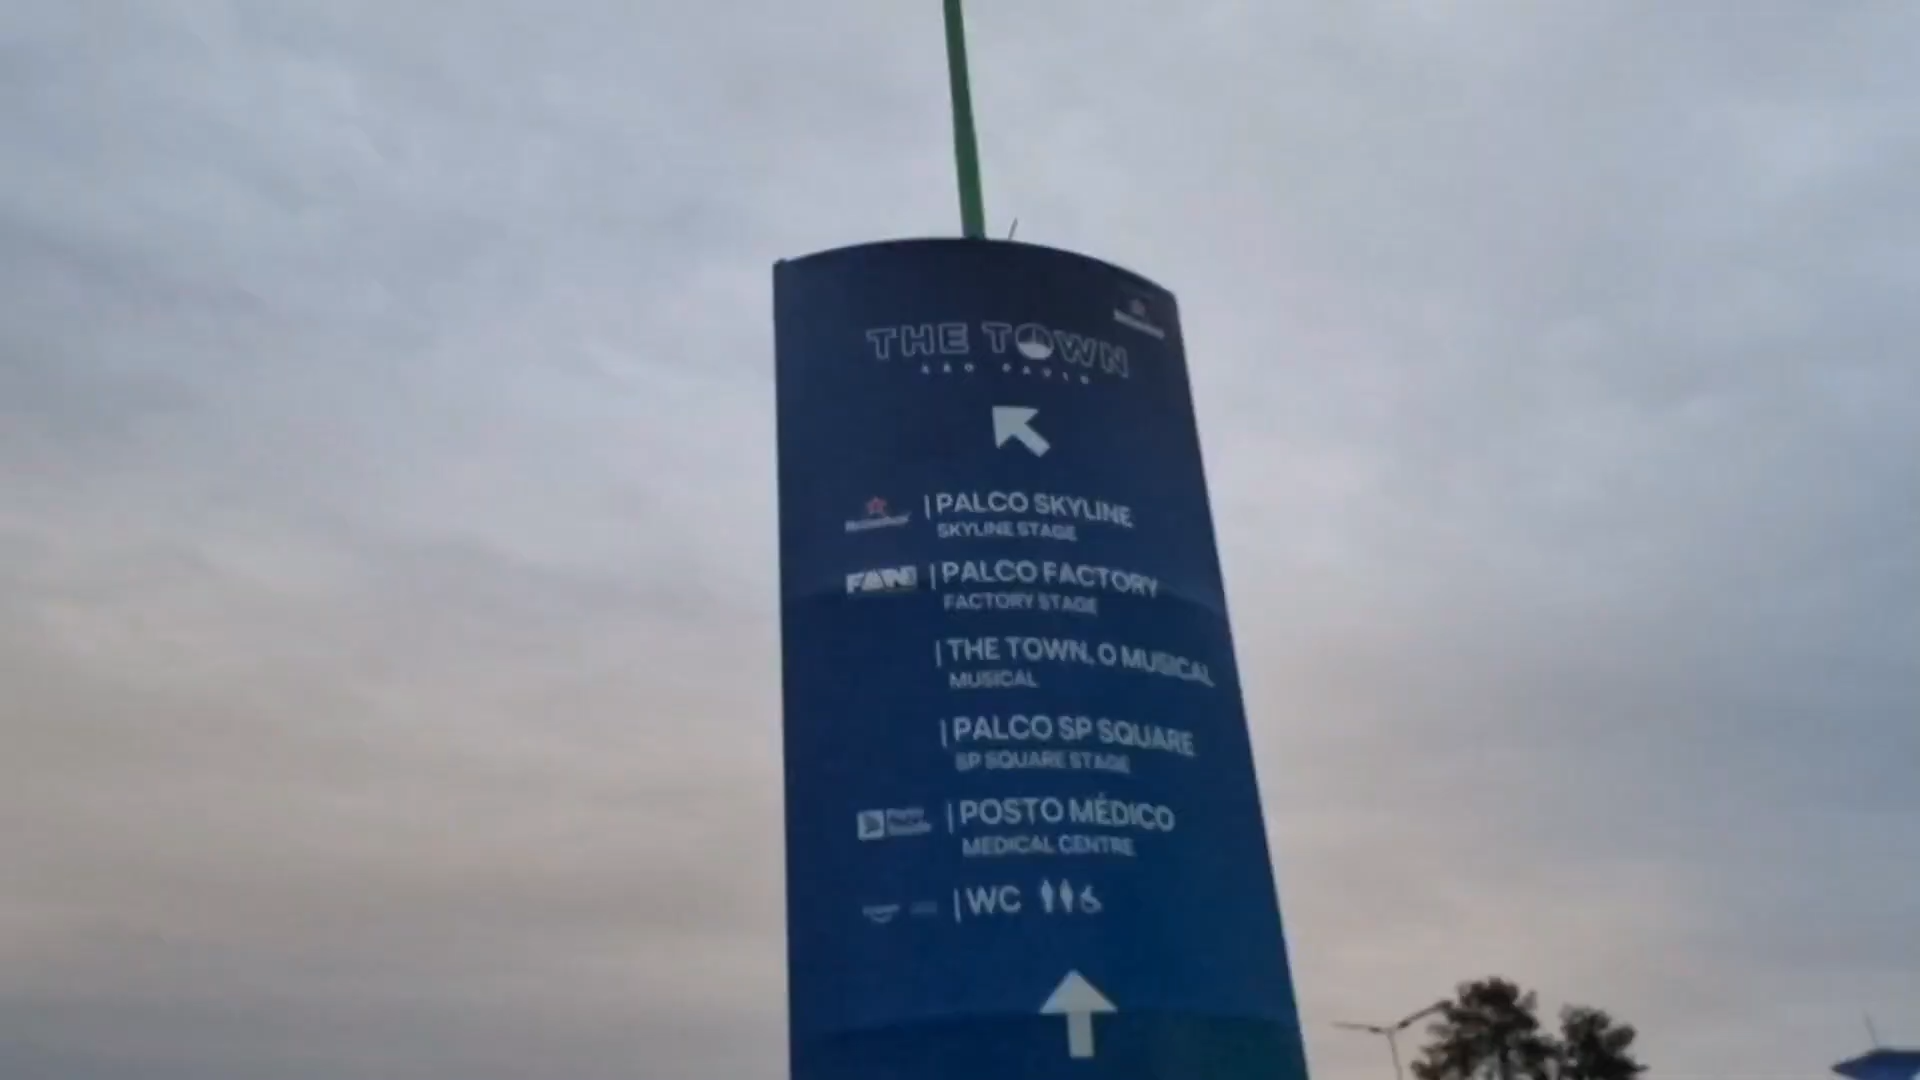 THE TOWN
SÃO PAULO
| PALCO SKYLINE
SKYLINE STAGE
| PALCO FACTORY
FACTORY STAGE
| THE TOWN, O MUSICAL
MUSICAL
| PALCO SP SQUARE
SP SQUARE STAGE
| POSTO MÉDICO
MEDICAL CENTRE
| WC